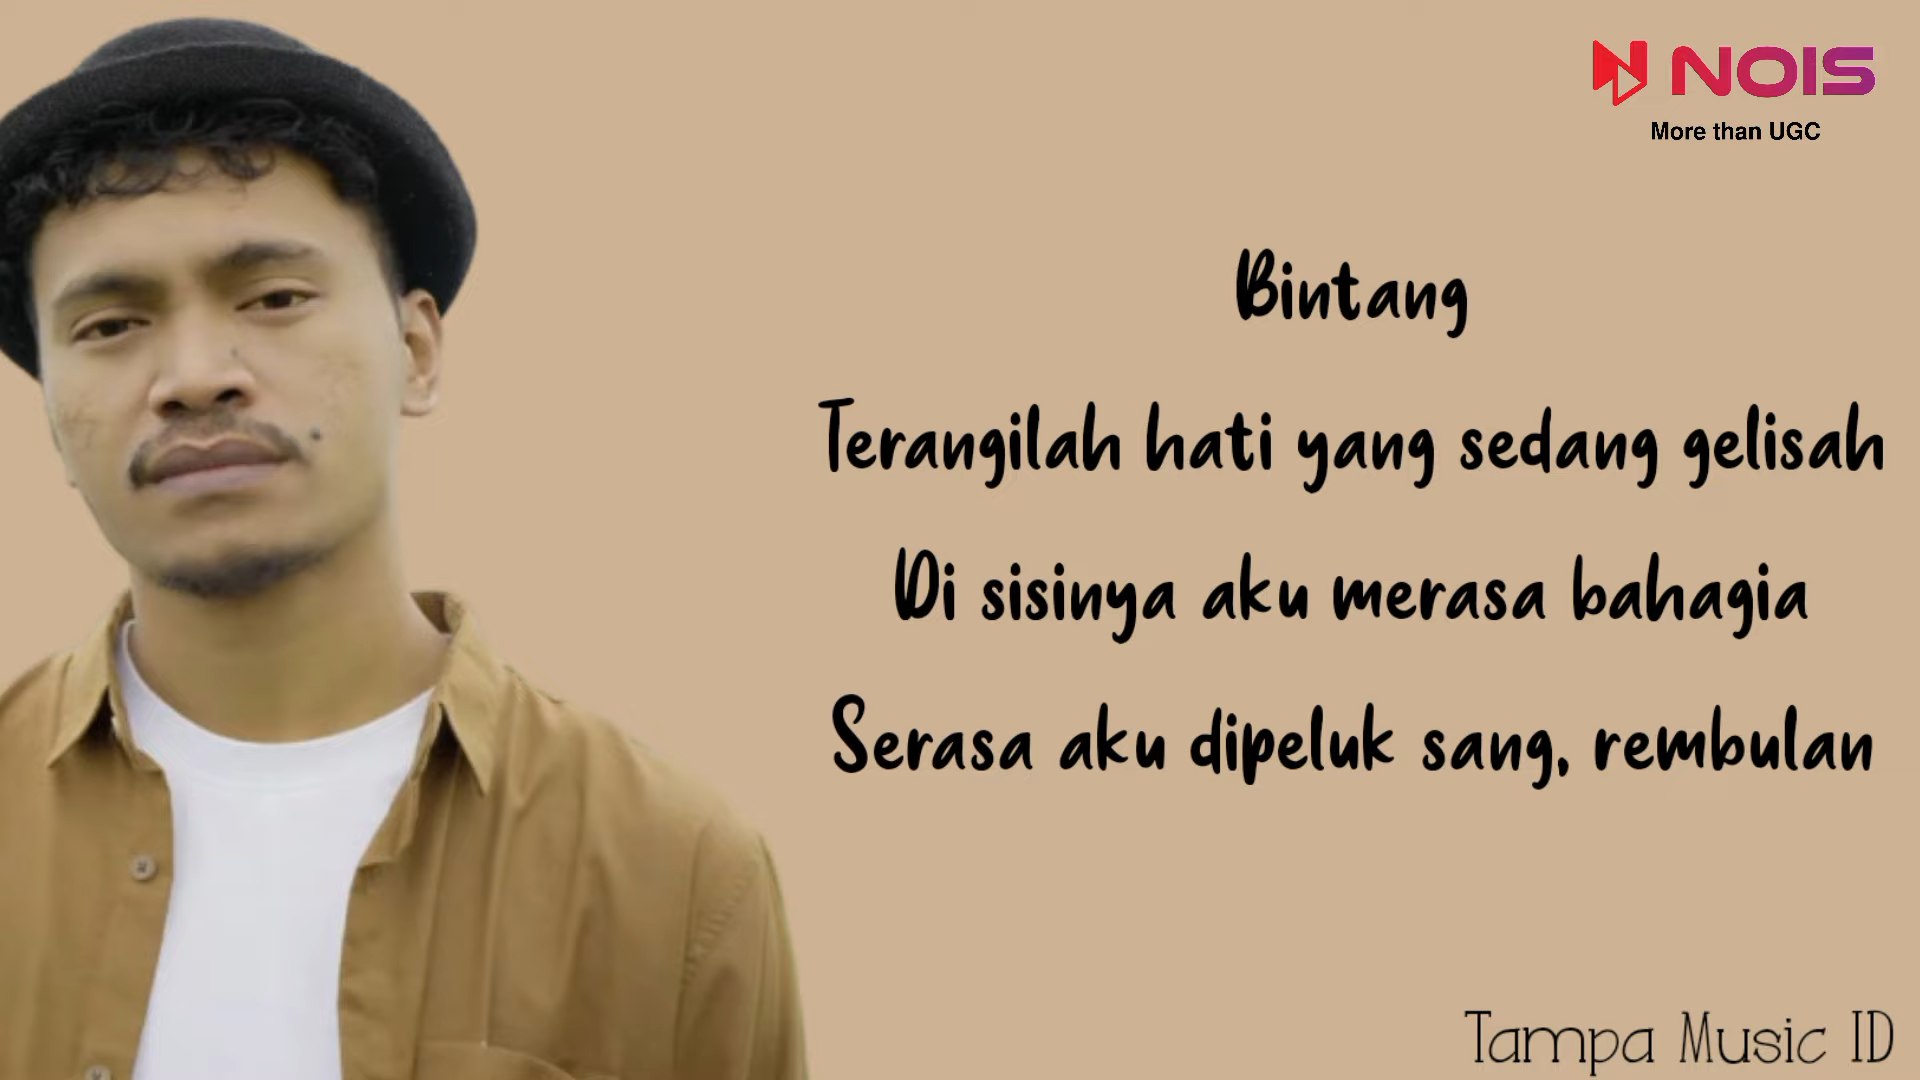 NOIS
More than UGC
Bintang
Terangilah hati yang sedang gelisah
Di sisinya aku merasa bahagia
Serasa aku dipeluk sang, rembulan
Tampa Music ID